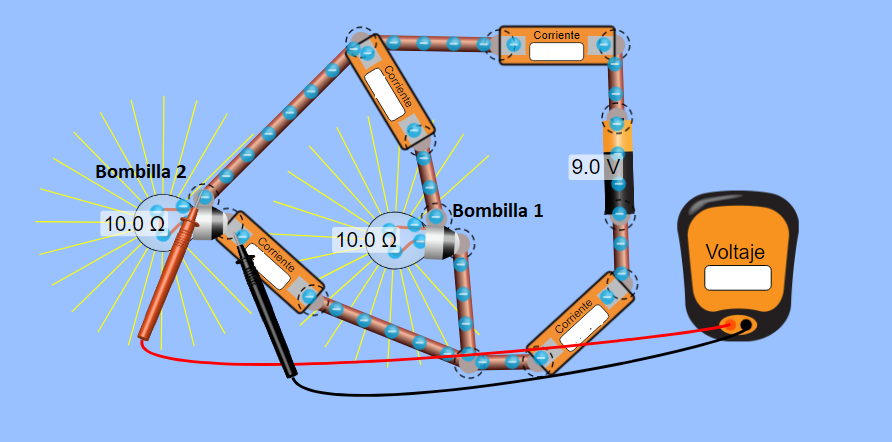 Corriente
Corriente
Bombilla 2
9.0 V
Bombilla 1
10.0 Ω
10.0 Ω
Corriente
Voltaje
Corriente